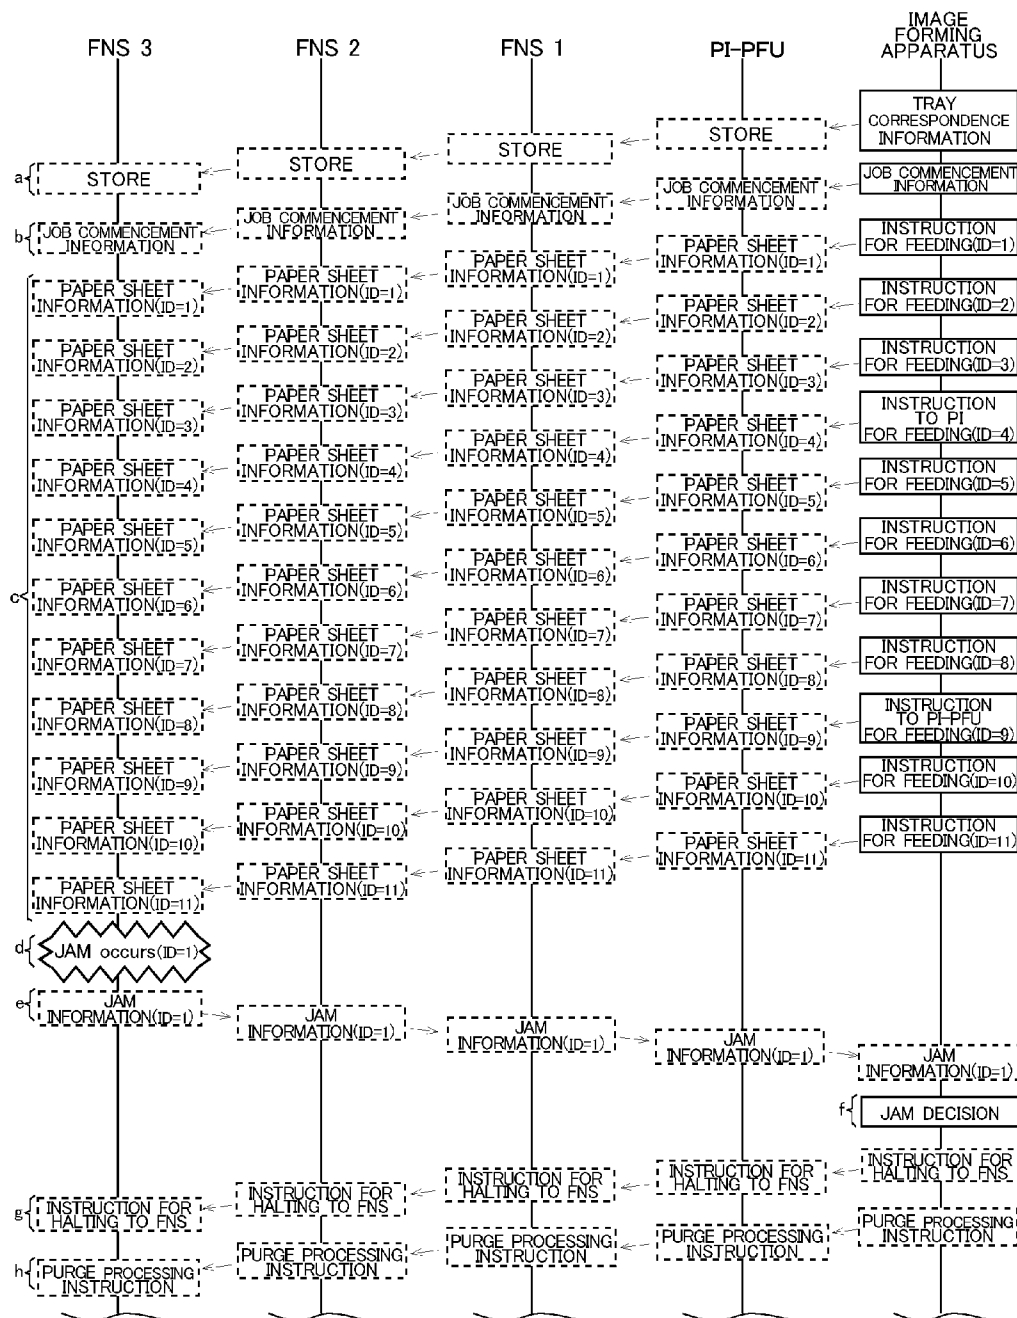 FNS 3
FNS 2
FNS 1
PI-PFU
IMAGE
FORMING
APPARATUS
TRAY
CORRESPONDENCE
INFORMATION
STORE
STORE
STORE
a
STORE
JOB COMMENCEMENT
INFORMATION
JOB COMMENCEMENT
INFORMATION
JOB COMMENCEMENT
INFORMATION
JOB COMMENCEMENT
INFORMATION
b
JOB COMMENCEMENT
INFORMATION
INSTRUCTION
FOR FEEDING(ID=1)
PAPER SHEET
INFORMATION(ID=1)
PAPER SHEET
INFORMATION(ID=1)
PAPER SHEET
INFORMATION(ID=1)
c
PAPER SHEET
INFORMATION(ID=1)
INSTRUCTION
FOR FEEDING(ID=2)
PAPER SHEET
INFORMATION(ID=2)
PAPER SHEET
INFORMATION(ID=2)
PAPER SHEET
INFORMATION(ID=2)
PAPER SHEET
INFORMATION(ID=2)
INSTRUCTION
FOR FEEDING(ID=3)
PAPER SHEET
INFORMATION(ID=3)
PAPER SHEET
INFORMATION(ID=3)
PAPER SHEET
INFORMATION(ID=3)
PAPER SHEET
INFORMATION(ID=3)
INSTRUCTION
TO PI
FOR FEEDING(ID=4)
PAPER SHEET
INFORMATION(ID=4)
PAPER SHEET
INFORMATION(ID=4)
PAPER SHEET
INFORMATION(ID=4)
PAPER SHEET
INFORMATION(ID=4)
INSTRUCTION
FOR FEEDING(ID=5)
PAPER SHEET
INFORMATION(ID=5)
PAPER SHEET
INFORMATION(ID=5)
PAPER SHEET
INFORMATION(ID=5)
PAPER SHEET
INFORMATION(ID=5)
INSTRUCTION
FOR FEEDING(ID=6)
PAPER SHEET
INFORMATION(ID=6)
PAPER SHEET
INFORMATION(ID=6)
PAPER SHEET
INFORMATION(ID=6)
PAPER SHEET
INFORMATION(ID=6)
INSTRUCTION
FOR FEEDING(ID=7)
PAPER SHEET
INFORMATION(ID=7)
PAPER SHEET
INFORMATION(ID=7)
PAPER SHEET
INFORMATION(ID=7)
PAPER SHEET
INFORMATION(ID=7)
INSTRUCTION
FOR FEEDING(ID=8)
PAPER SHEET
INFORMATION(ID=8)
PAPER SHEET
INFORMATION(ID=8)
PAPER SHEET
INFORMATION(ID=8)
PAPER SHEET
INFORMATION(ID=8)
INSTRUCTION
TO PI-PFU
FOR FEEDING(ID=9)
PAPER SHEET
INFORMATION(ID=9)
PAPER SHEET
INFORMATION(ID=9)
PAPER SHEET
INFORMATION(ID=9)
PAPER SHEET
INFORMATION(ID=9)
INSTRUCTION
FOR FEEDING(ID=10)
PAPER SHEET
INFORMATION(ID=10)
PAPER SHEET
INFORMATION(ID=10)
PAPER SHEET
INFORMATION(ID=10)
PAPER SHEET
INFORMATION(ID=10)
INSTRUCTION
FOR FEEDING(ID=11)
PAPER SHEET
INFORMATION(ID=11)
PAPER SHEET
INFORMATION(ID=11)
PAPER SHEET
INFORMATION(ID=11)
PAPER SHEET
INFORMATION(ID=11)
d
JAM occurs(ID=1)
e
JAM
INFORMATION(ID=1)
JAM
INFORMATION(ID=1)
JAM
INFORMATION(ID=1)
JAM
INFORMATION(ID=1)
JAM
INFORMATION(ID=1)
f
JAM DECISION
INSTRUCTION FOR
HALTING TO FNS
INSTRUCTION FOR
HALTING TO FNS
INSTRUCTION FOR
HALTING TO FNS
INSTRUCTION FOR
HALTING TO FNS
g
INSTRUCTION FOR
HALTING TO FNS
PURGE PROCESSING
INSTRUCTION
PURGE PROCESSING
INSTRUCTION
PURGE PROCESSING
INSTRUCTION
PURGE PROCESSING
INSTRUCTION
h
PURGE PROCESSING
INSTRUCTION